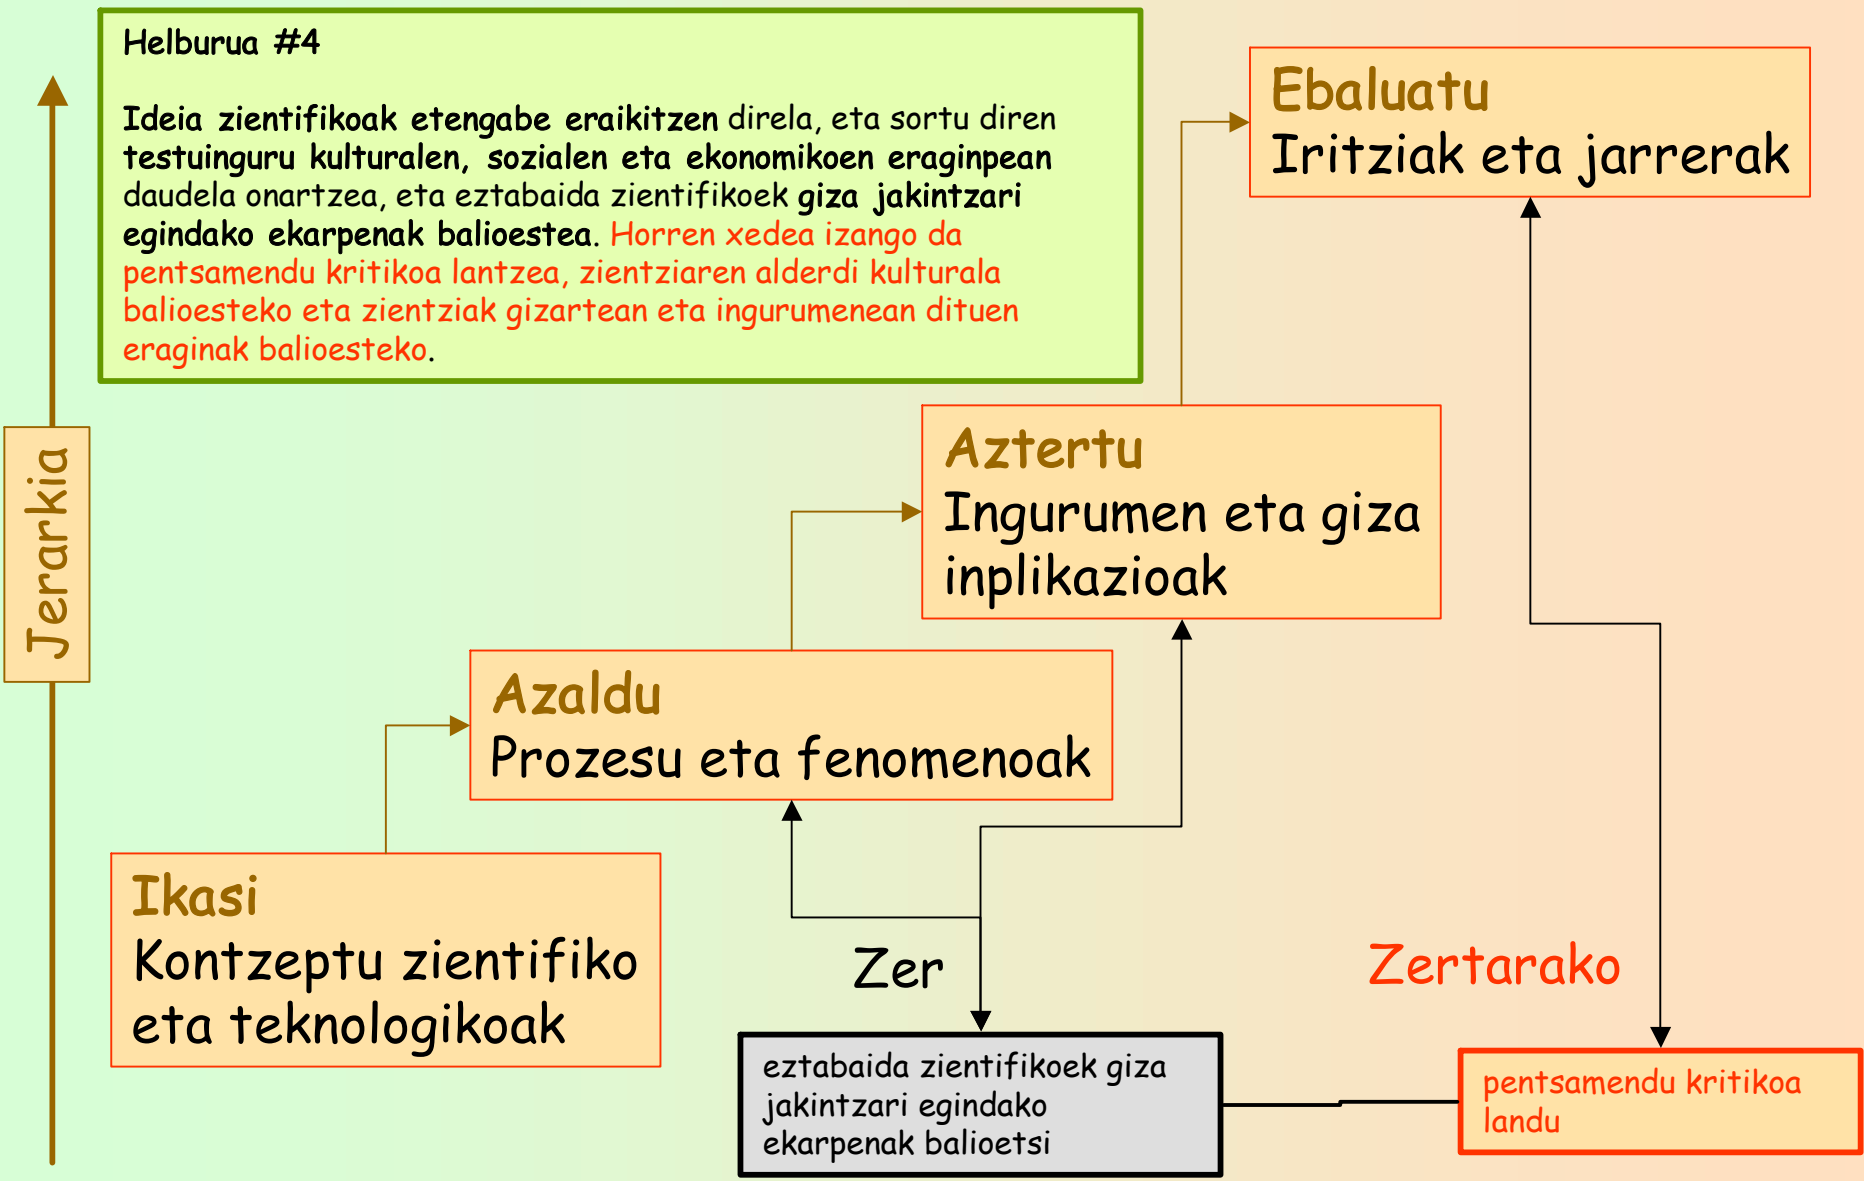 Helburua #4
Ideia zientifikoak etengabe eraikitzen direla, eta sortu diren
testuinguru kulturalen, sozialen eta ekonomikoen eraginpean
daudela onartzea, eta eztabaida zientifikoek giza jakintzari
egindako ekarpenak balioestea. Horren xedea izango da
pentsamendu kritikoa lantzea, zientziaren alderdi kulturala
balioesteko eta zientziak gizartean eta ingurumenean dituen
eraginak balioesteko.
Ebaluatu
Iritziak eta jarrerak
Jerarkia
Aztertu
Ingurumen eta giza
inplikazioak
Azaldu
Prozesu eta fenomenoak
Ikasi
Kontzeptu zientifiko
eta teknologikoak
Zer
Zertarako
eztabaida zientifikoek giza
jakintzari egindako
ekarpenak balioetsi
pentsamendu kritikoa
landu